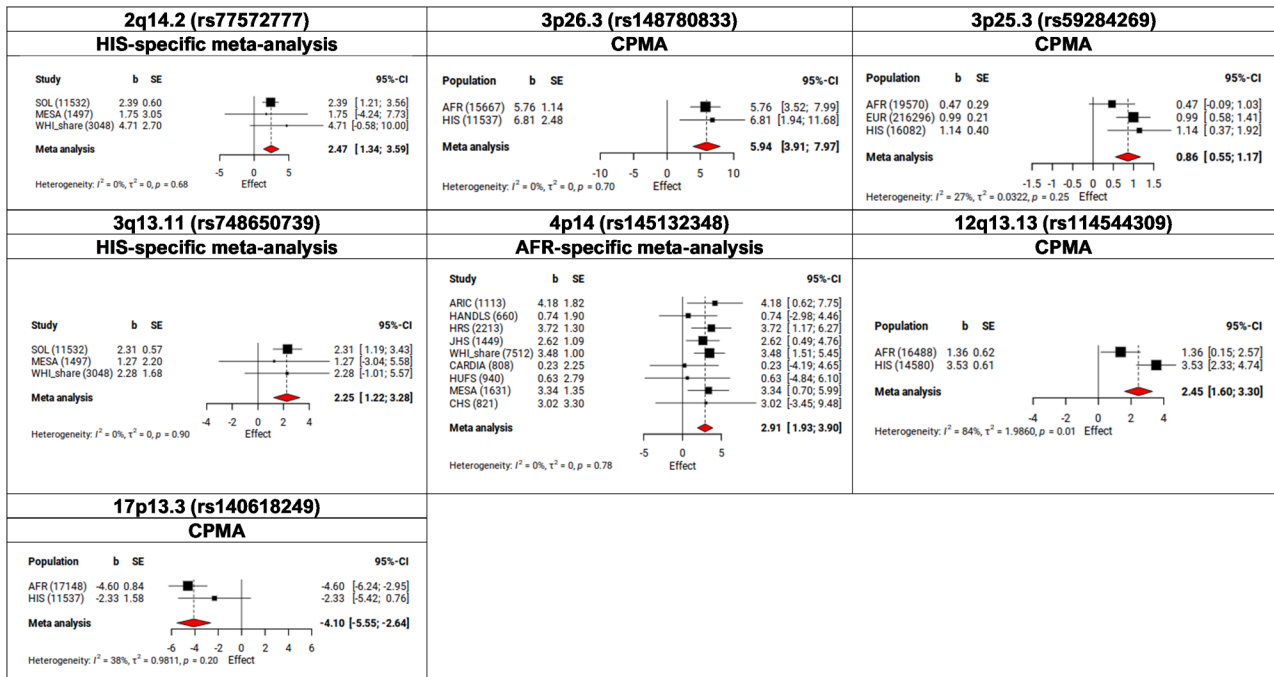 2q14.2 (rs77572777)
HIS-specific meta-analysis
Study b SE 95%-CI
SOL (11532) 2.39 0.60 2.39 [1.21; 3.56]
MESA (1497) 1.75 3.05 1.75 [-4.24; 7.73]
WHI_share (3048) 4.71 2.70 4.71 [-0.58; 10.00]
Meta analysis 2.47 [1.34; 3.59]
-5 0 5
Heterogeneity: I² = 0%, τ² = 0, p = 0.68 Effect
3p26.3 (rs148780833)
CPMA
Population b SE 95%-CI
AFR (15667) 5.76 1.14 5.76 [3.52; 7.99]
HIS (11537) 6.81 2.48 6.81 [1.94; 11.68]
Meta analysis 5.94 [3.91; 7.97]
-10 -5 0 5 10
Heterogeneity: I² = 0%, τ² = 0, p = 0.70 Effect
3p25.3 (rs59284269)
CPMA
Population b SE 95%-CI
AFR (19570) 0.47 0.29 0.47 [-0.09; 1.03]
EUR (216296) 0.99 0.21 0.99 [0.58; 1.41]
HIS (16082) 1.14 0.40 1.14 [0.37; 1.92]
Meta analysis 0.86 [0.55; 1.17]
-1.5 -1 -0.5 0 0.5 1 1.5
Heterogeneity: I² = 27%, τ² = 0.0322, p = 0.25 Effect
3q13.11 (rs748650739)
HIS-specific meta-analysis
Study b SE 95%-CI
SOL (11532) 2.31 0.57 2.31 [1.19; 3.43]
MESA (1497) 1.27 2.20 1.27 [-3.04; 5.58]
WHI_share (3048) 2.28 1.68 2.28 [-1.01; 5.57]
Meta analysis 2.25 [1.22; 3.28]
-4 -2 0 2 4
Heterogeneity: I² = 0%, τ² = 0, p = 0.90 Effect
4p14 (rs145132348)
AFR-specific meta-analysis
Study b SE 95%-CI
ARIC (1113) 4.18 1.82 4.18 [0.62; 7.75]
HANDLS (660) 0.74 1.90 0.74 [-2.98; 4.46]
HRS (2213) 3.72 1.30 3.72 [1.17; 6.27]
JHS (1449) 2.62 1.09 2.62 [0.49; 4.76]
WHI_share (7512) 3.48 1.00 3.48 [1.51; 5.45]
CARDIA (808) 0.23 2.25 0.23 [-4.19; 4.65]
HUFS (940) 0.63 2.79 0.63 [-4.84; 6.10]
MESA (1631) 3.34 1.35 3.34 [0.70; 5.99]
CHS (821) 3.02 3.30 3.02 [-3.45; 9.48]
Meta analysis 2.91 [1.93; 3.90]
-5 0 5
Effect
Heterogeneity: I² = 0%, τ² = 0, p = 0.78
12q13.13 (rs114544309)
CPMA
Population b SE 95%-CI
AFR (16488) 1.36 0.62 1.36 [0.15; 2.57]
HIS (14580) 3.53 0.61 3.53 [2.33; 4.74]
Meta analysis 2.45 [1.60; 3.30]
-4 -2 0 2 4
Heterogeneity: I² = 84%, τ² = 1.9860, p = 0.01 Effect
17p13.3 (rs140618249)
CPMA
Population b SE 95%-CI
AFR (17148) -4.60 0.84 -4.60 [-6.24; -2.95]
HIS (11537) -2.33 1.58 -2.33 [-5.42; 0.76]
Meta analysis -4.10 [-5.55; -2.64]
-6 -4 -2 0 2 4 6
Heterogeneity: I² = 38%, τ² = 0.9811, p = 0.20 Effect